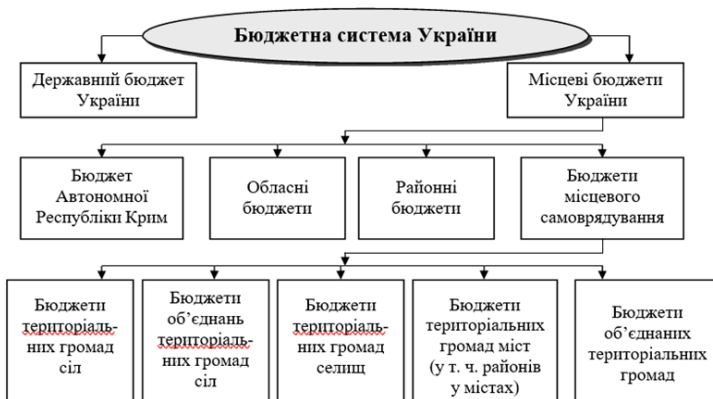 Бюджетна система України
Державний бюджет
України
Місцеві бюджети
України
Бюджет
Автономної
Республіки Крим
Обласні
бюджети
Районні
бюджети
Бюджети
місцевого
самоврядування
Бюджети
територіаль-
них громад
сіл
Бюджети
об’єднань
територіаль-
них громад
сіл
Бюджети
територіаль-
них громад
селищ
Бюджети
територіальних
громад міст
(у т. ч. районів
у містах)
Бюджети
об’єднаних
територіальних
громад